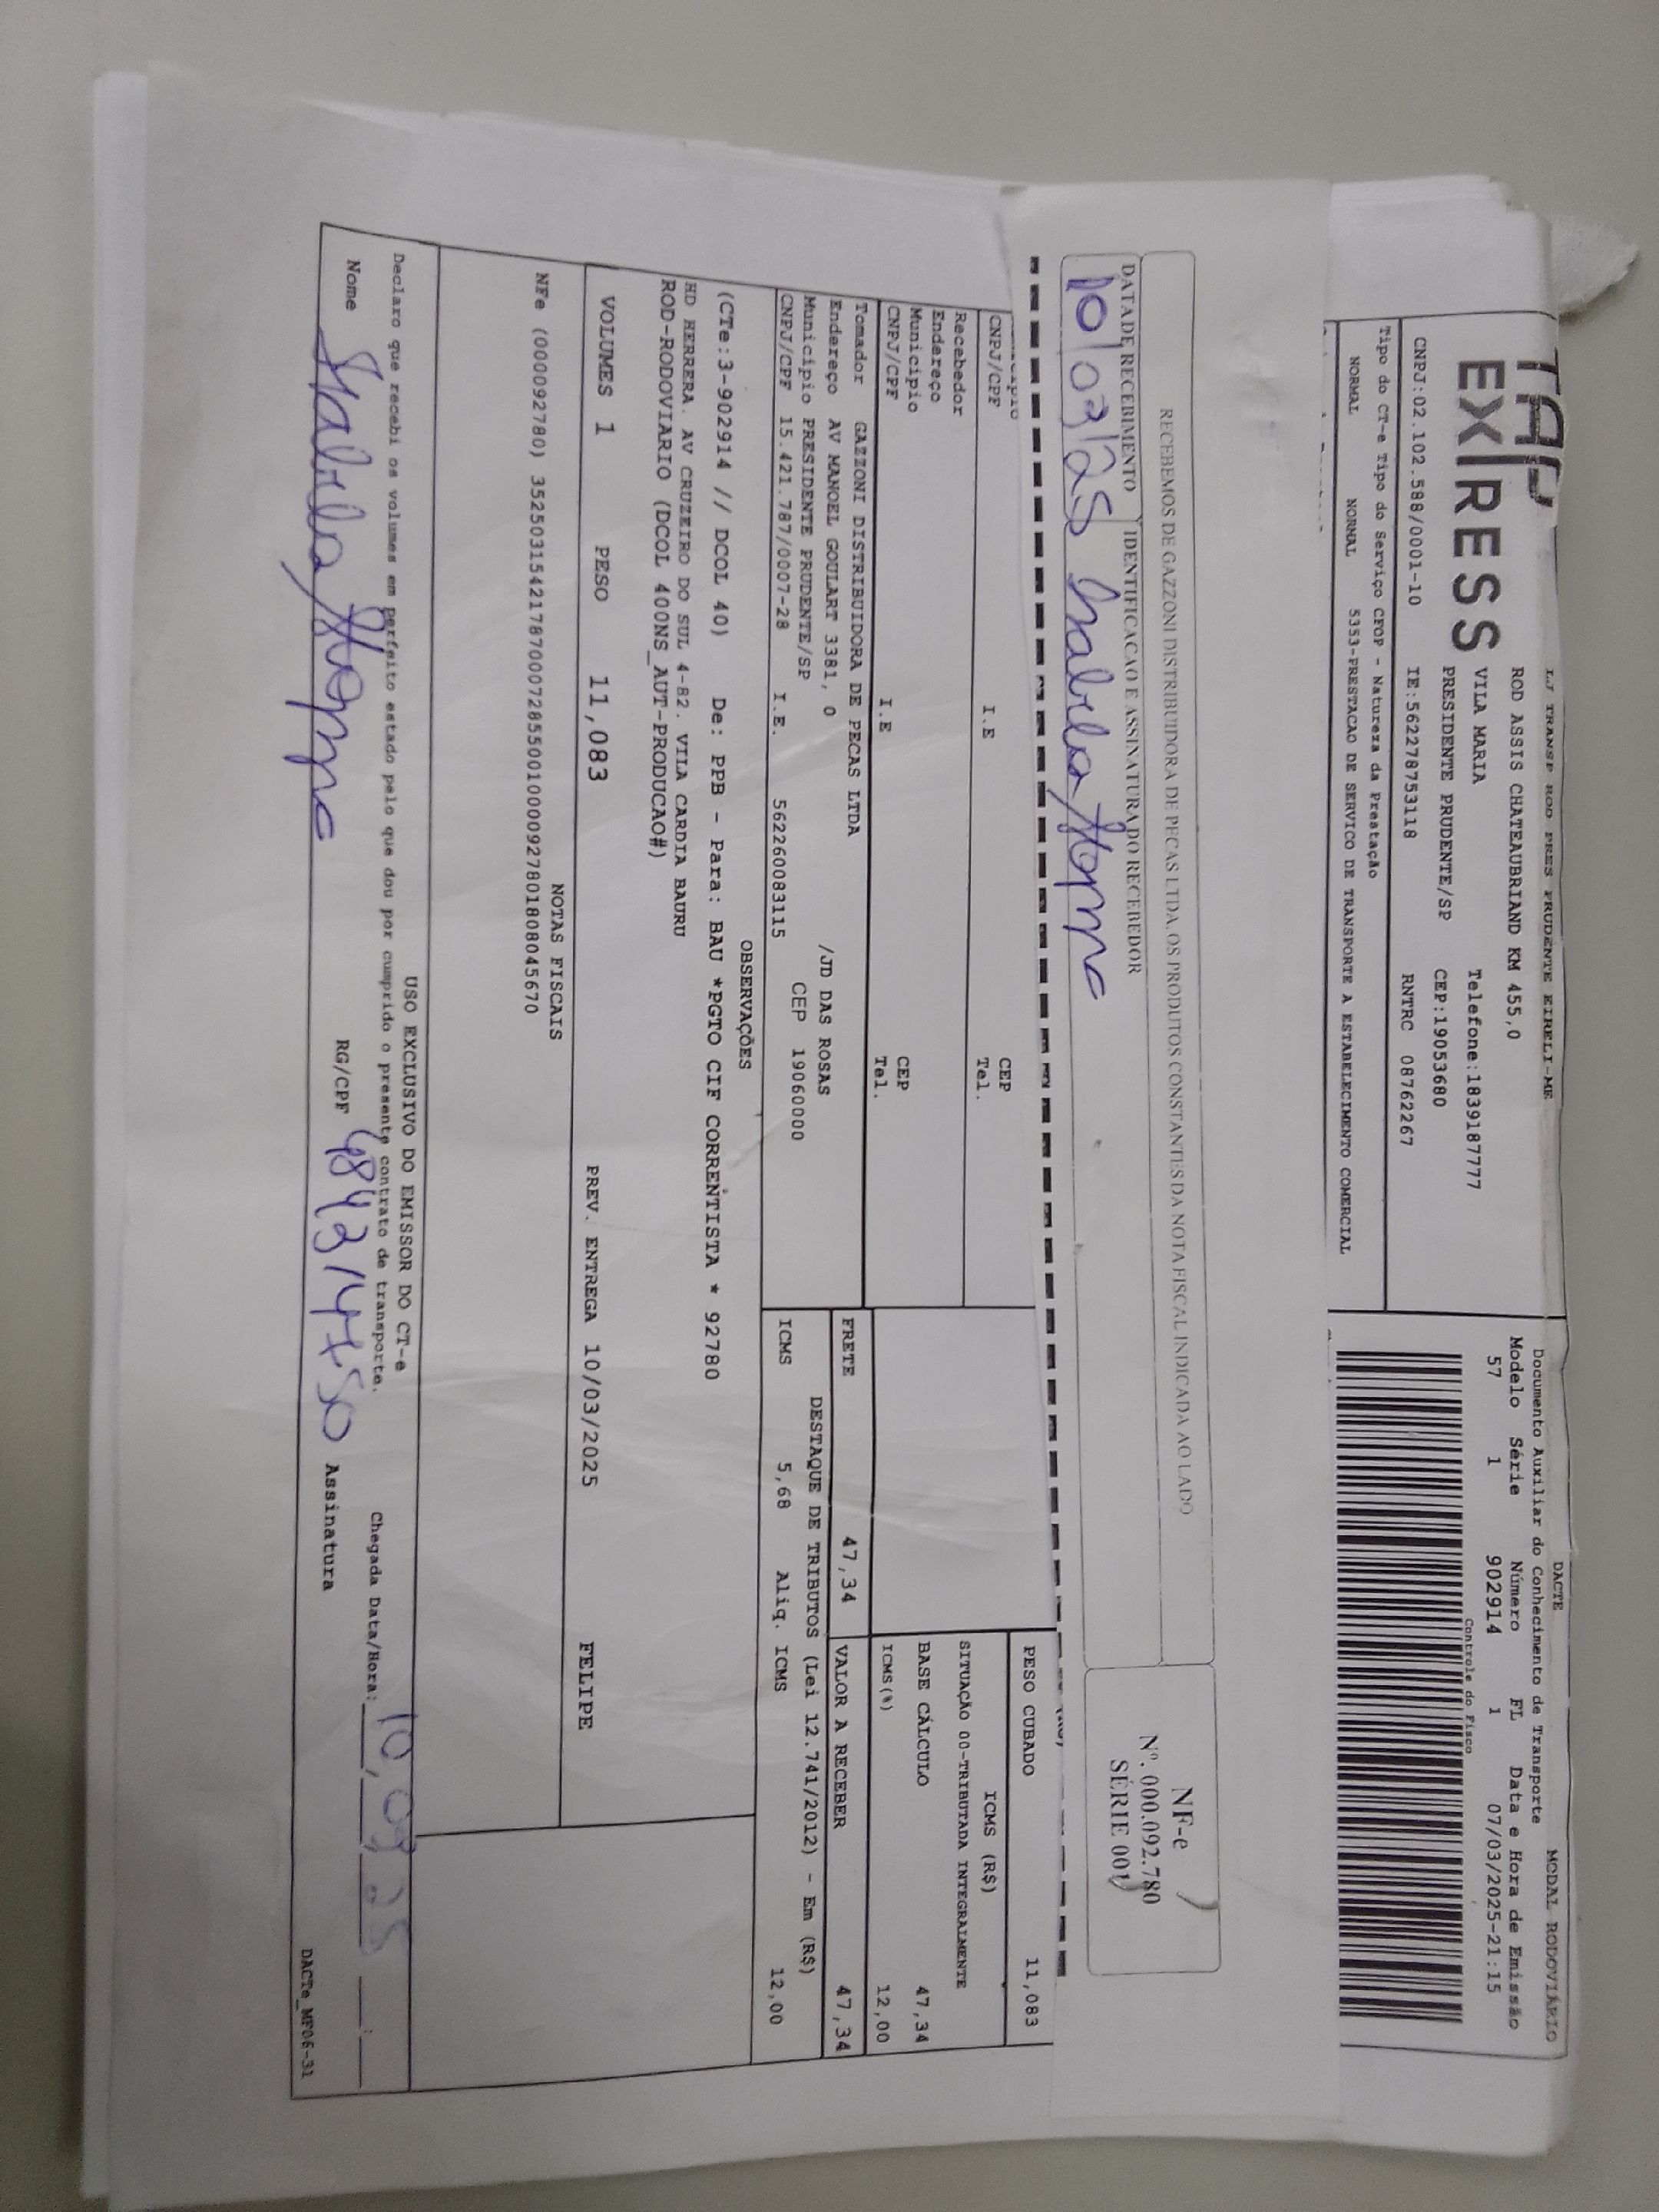 TAP
EX RESS
LJ TRANSP ROD PRES PRUDENTE EIRELI-ME
ROD ASSIS CHATEAUBRIAND KM 455,0
VILA MARIA Telefone:1839187777
PRESIDENTE PRUDENTE/SP CEP:19053680
CNPJ:02.102.588/0001-10 IE:562278753118 RNTRC 08762267
Tipo do CT-e Tipo do Serviço CFOP - Natureza da Prestação
NORMAL NORMAL 5353-PRESTACAO DE SERVICO DE TRANSPORTE A ESTABELECIMENTO COMERCIAL
DACTE MODAL RODOVIÁRIO
Documento Auxiliar do Conhecimento de Transporte
Modelo Série Número FL Data e Hora de Emissão
57 1 902914 1 07/03/2025-21:15
Controle do Fisco
RECEBEMOS DE GAZZONI DISTRIBUIDORA DE PECAS LTDA, OS PRODUTOS CONSTANTES DA NOTA FISCAL INDICADA AO LADO
DATA DE RECEBIMENTO IDENTIFICACAO E ASSINATURA DO RECEBEDOR
10/03/25
NF-e
Nº. 000.092.780
SÉRIE 001
CNPJ/CPF I.E CEP
Tel.
Recebedor
Endereço
Município CEP
CNPJ/CPF I.E Tel.
Tomador GAZZONI DISTRIBUIDORA DE PECAS LTDA
Endereço AV MANOEL GOULART 3381, 0 /JD DAS ROSAS
Município PRESIDENTE PRUDENTE/SP CEP 19060000
CNPJ/CPF 15.421.787/0007-28 I.E. 562260083115
PESO CUBADO 11,083
ICMS (R$)
SITUAÇÃO 00-TRIBUTADA INTEGRALMENTE
BASE CÁLCULO 47,34
ICMS(%) 12,00
FRETE 47,34 VALOR A RECEBER 47,34
DESTAQUE DE TRIBUTOS (Lei 12.741/2012) - Em (R$)
ICMS 5,68 Aliq. ICMS 12,00
OBSERVAÇÕES
(CTe:3-902914 // DCOL 40) De: PPB - Para: BAU *PGTO CIF CORRENTISTA * 92780
HD HERRERA. AV CRUZEIRO DO SUL 4-82. VILA CARDIA BAURU
ROD-RODOVIARIO (DCOL 400NS_AUT-PRODUCAO#)
VOLUMES 1 PESO 11,083 PREV. ENTREGA 10/03/2025 FELIPE
NOTAS FISCAIS
NFe (000092780) 35250315421787000728550010000927801808045670
USO EXCLUSIVO DO EMISSOR DO CT-e
Declaro que recebi os volumes em perfeito estado pelo que dou por cumprido o presente contrato de transporte.
Chegada Data/Hora: 10, 03, 25
Nome RG/CPF Assinatura
DACTe_MF06-31